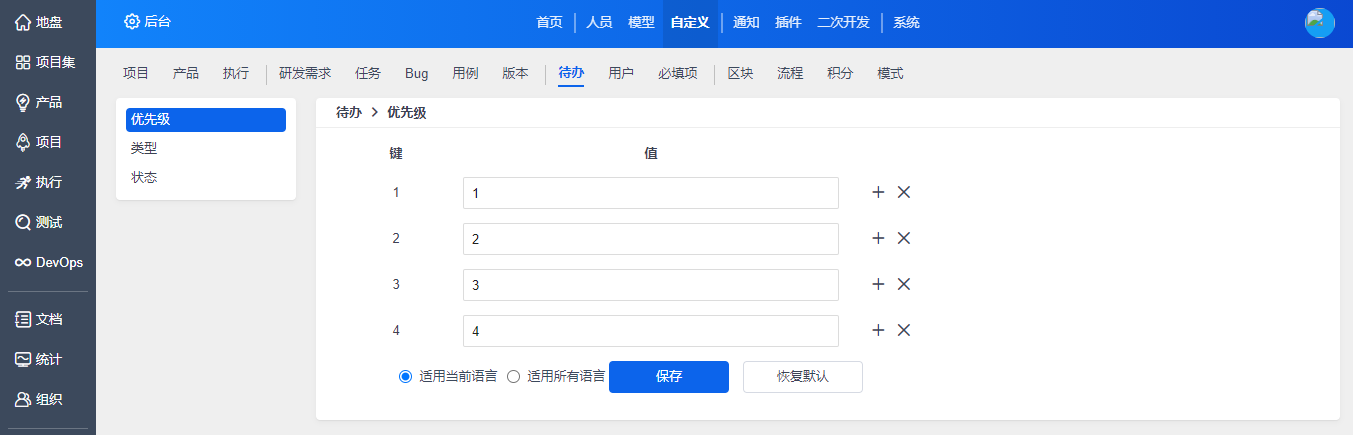 地盘
项目集
产品
项目
执行
测试
DevOps
文档
统计
组织
后台
首页 人员 模型 自定义 通知 插件 二次开发 系统
项目 产品 执行 研发需求 任务 Bug 用例 版本 待办 用户 必填项 区块 流程 积分 模式
优先级
类型
状态
待办 > 优先级
键 值
1 1
2 2
3 3
4 4
适用当前语言 适用所有语言 保存 恢复默认